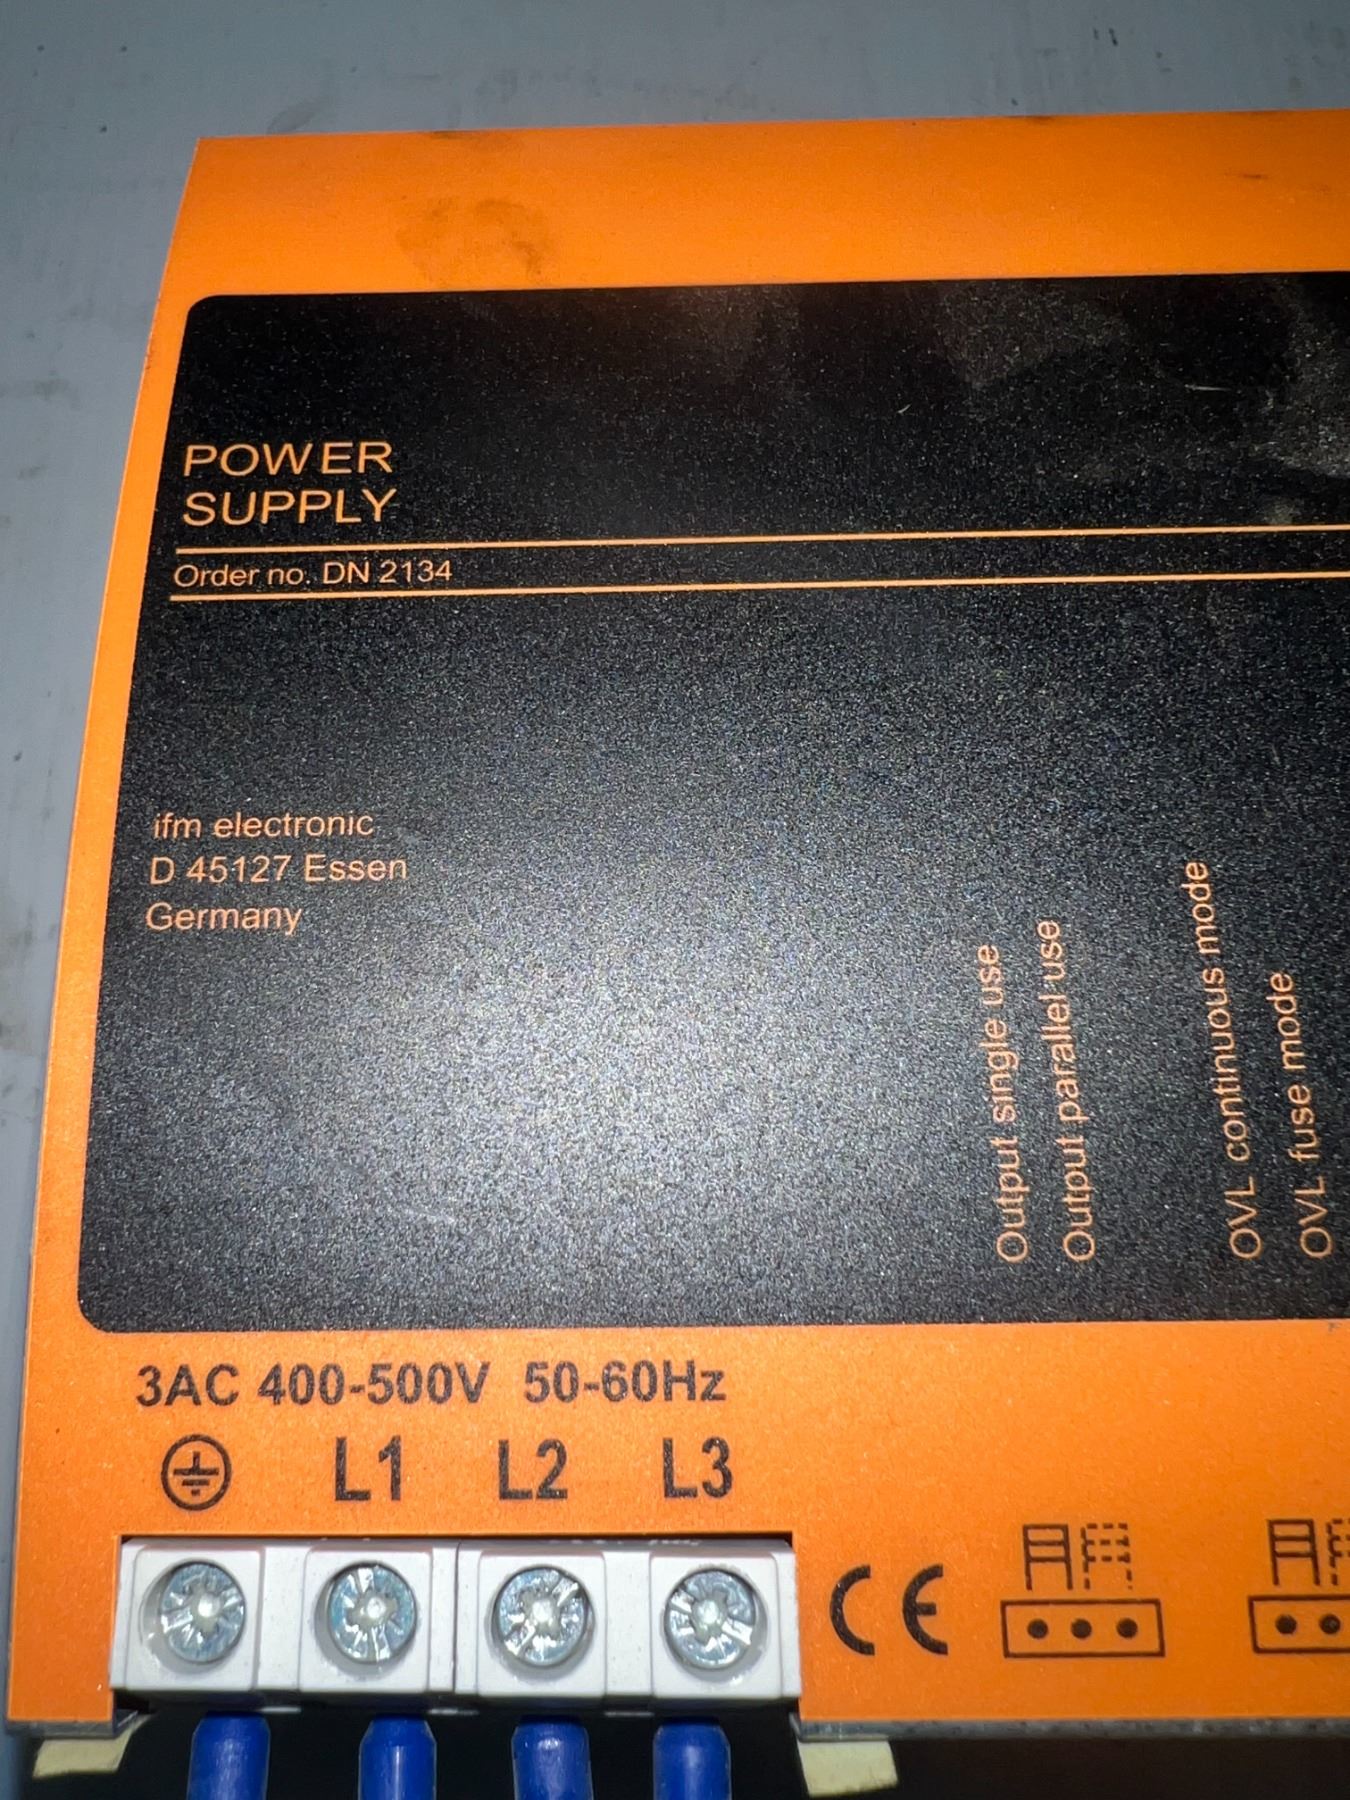 POWER
SUPPLY
Order no. DN 2134
ifm electronic
D 45127 Essen
Germany
Output single use
Output parallel use
OVL continuous mode
OVL fuse mode
3AC 400-500V 50-60Hz
L1 L2 L3
CE